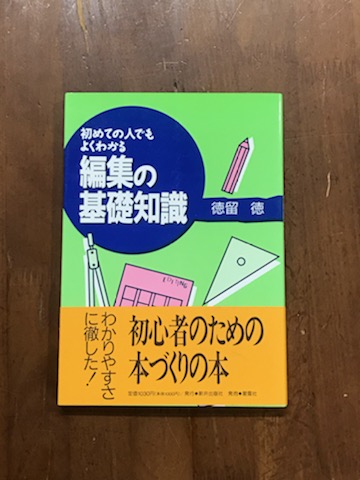 初めての人でも
よくわかる
編集の
基礎知識
徳留 徳
EDITING
わかりやすさ
に徹した!
初心者のための
本づくりの本